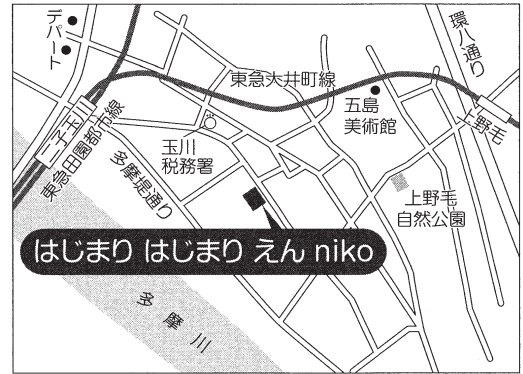 デパート
環八通り
東急大井町線
五島
美術館
上野毛
二子玉川
東急田園都市線
玉川
税務署
多摩堤通り
上野毛
自然公園
はじまり はじまり えん niko
多摩川